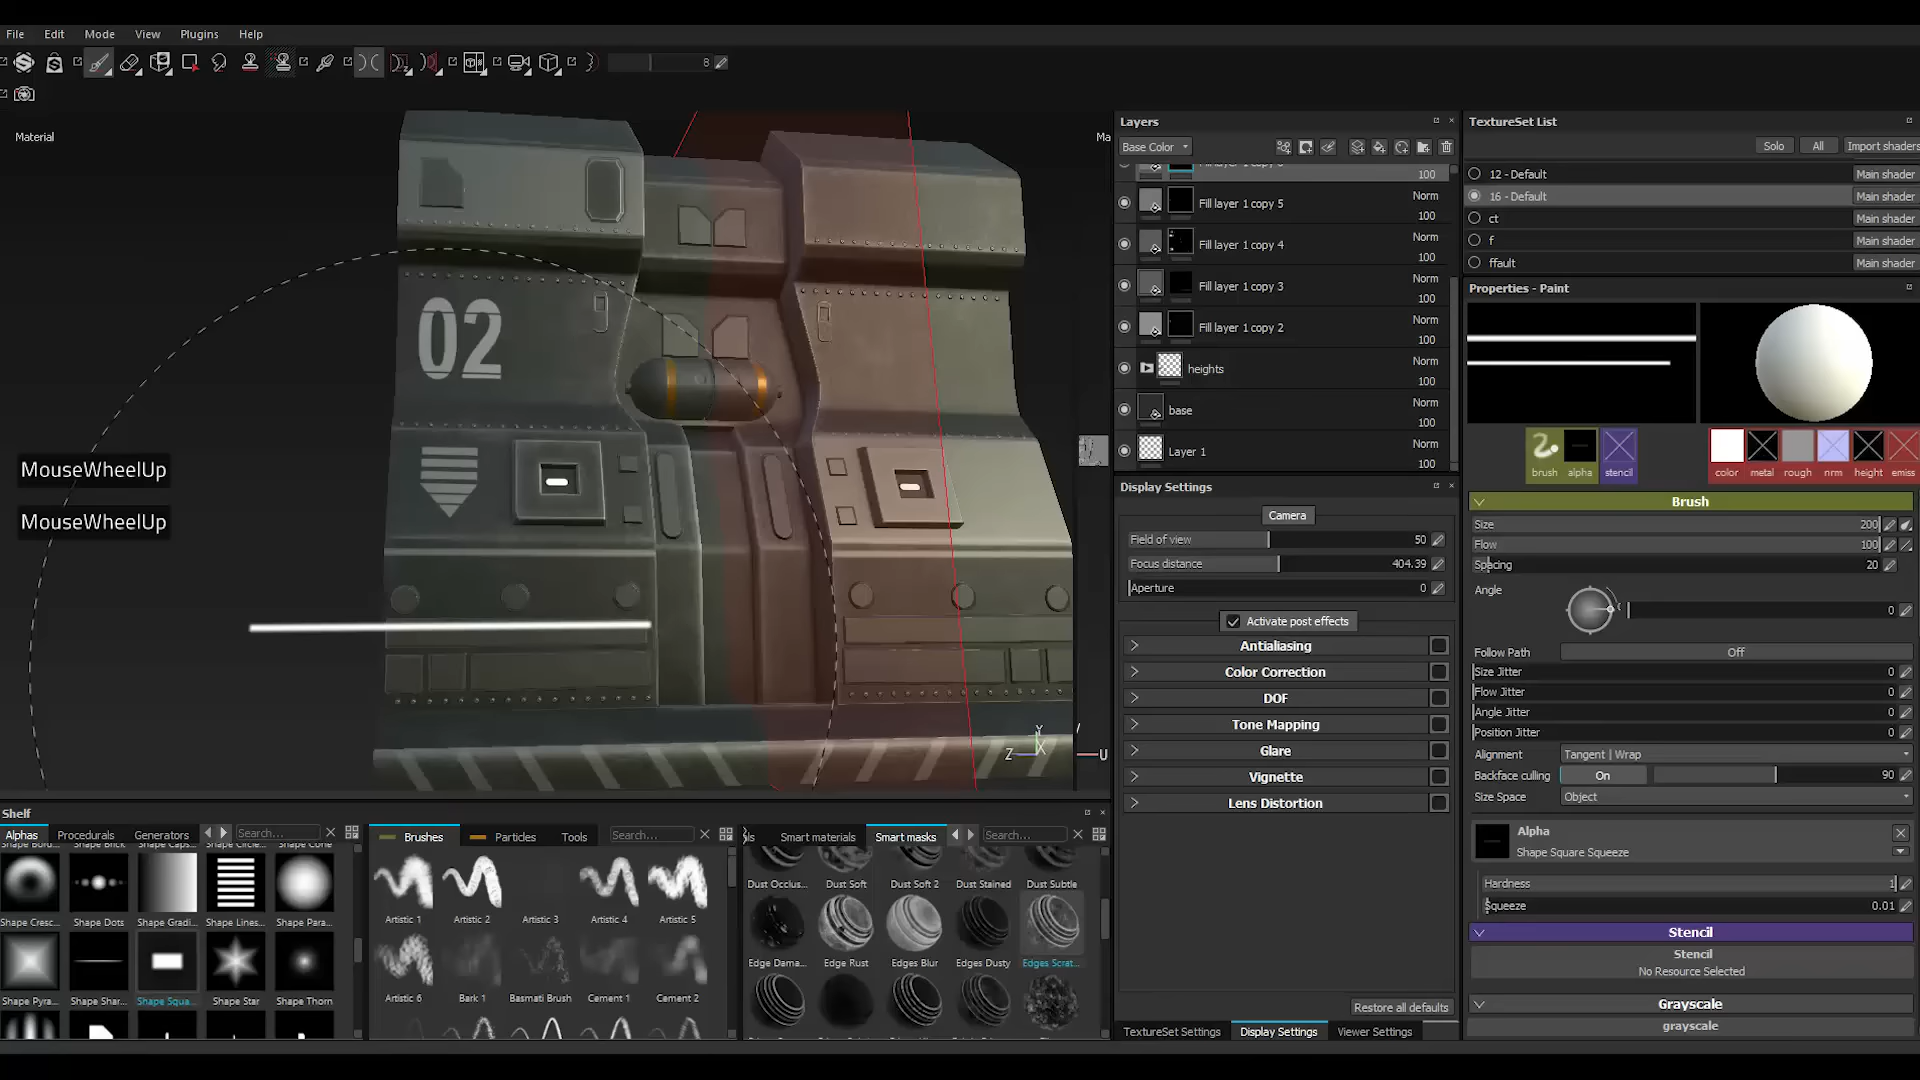 File Edit Mode View Plugins Help
8
Material
Ma
02
MouseWheelUp
MouseWheelUp
Y
Z
X
U
Layers
Base Color
100
Fill layer 1 copy 5 Norm
100
Fill layer 1 copy 4 Norm
100
Fill layer 1 copy 3 Norm
100
Fill layer 1 copy 2 Norm
100
heights Norm
100
base Norm
100
Layer 1 Norm
100
Display Settings
Camera
Field of view 50
Focus distance 404.39
Aperture 0
Activate post effects
Antialiasing
Color Correction
DOF
Tone Mapping
Glare
Vignette
Lens Distortion
Restore all defaults
TextureSet Settings Display Settings Viewer Settings
TextureSet List
Solo All Import shaders
12 - Default Main shader
16 - Default Main shader
ct Main shader
f Main shader
ffault Main shader
Properties - Paint
brush alpha stencil color metal rough nrm height emiss
Brush
Size 200
Flow 100
Spacing 20
Angle 0
Follow Path Off
Size Jitter 0
Flow Jitter 0
Angle Jitter 0
Position Jitter 0
Alignment Tangent | Wrap
Backface culling On 90
Size Space Object
Alpha
Shape Square Squeeze
Hardness 1
Squeeze 0.01
Stencil
Stencil
No Resource Selected
Grayscale
grayscale
Shelf
Alphas Procedurals Generators Search...
Shape Cresc... Shape Dots Shape Gradi... Shape Lines... Shape Para...
Shape Pyra... Shape Shar... Shape Squa... Shape Star Shape Thorn
Brushes Particles Tools Search...
Artistic 1 Artistic 2 Artistic 3 Artistic 4 Artistic 5
Artistic 6 Bark 1 Basmati Brush Cement 1 Cement 2
Smart materials Smart masks Search...
Dust Occlus... Dust Soft Dust Soft 2 Dust Stained Dust Subtle
Edge Dama... Edge Rust Edges Blur Edges Dusty Edges Scrat...